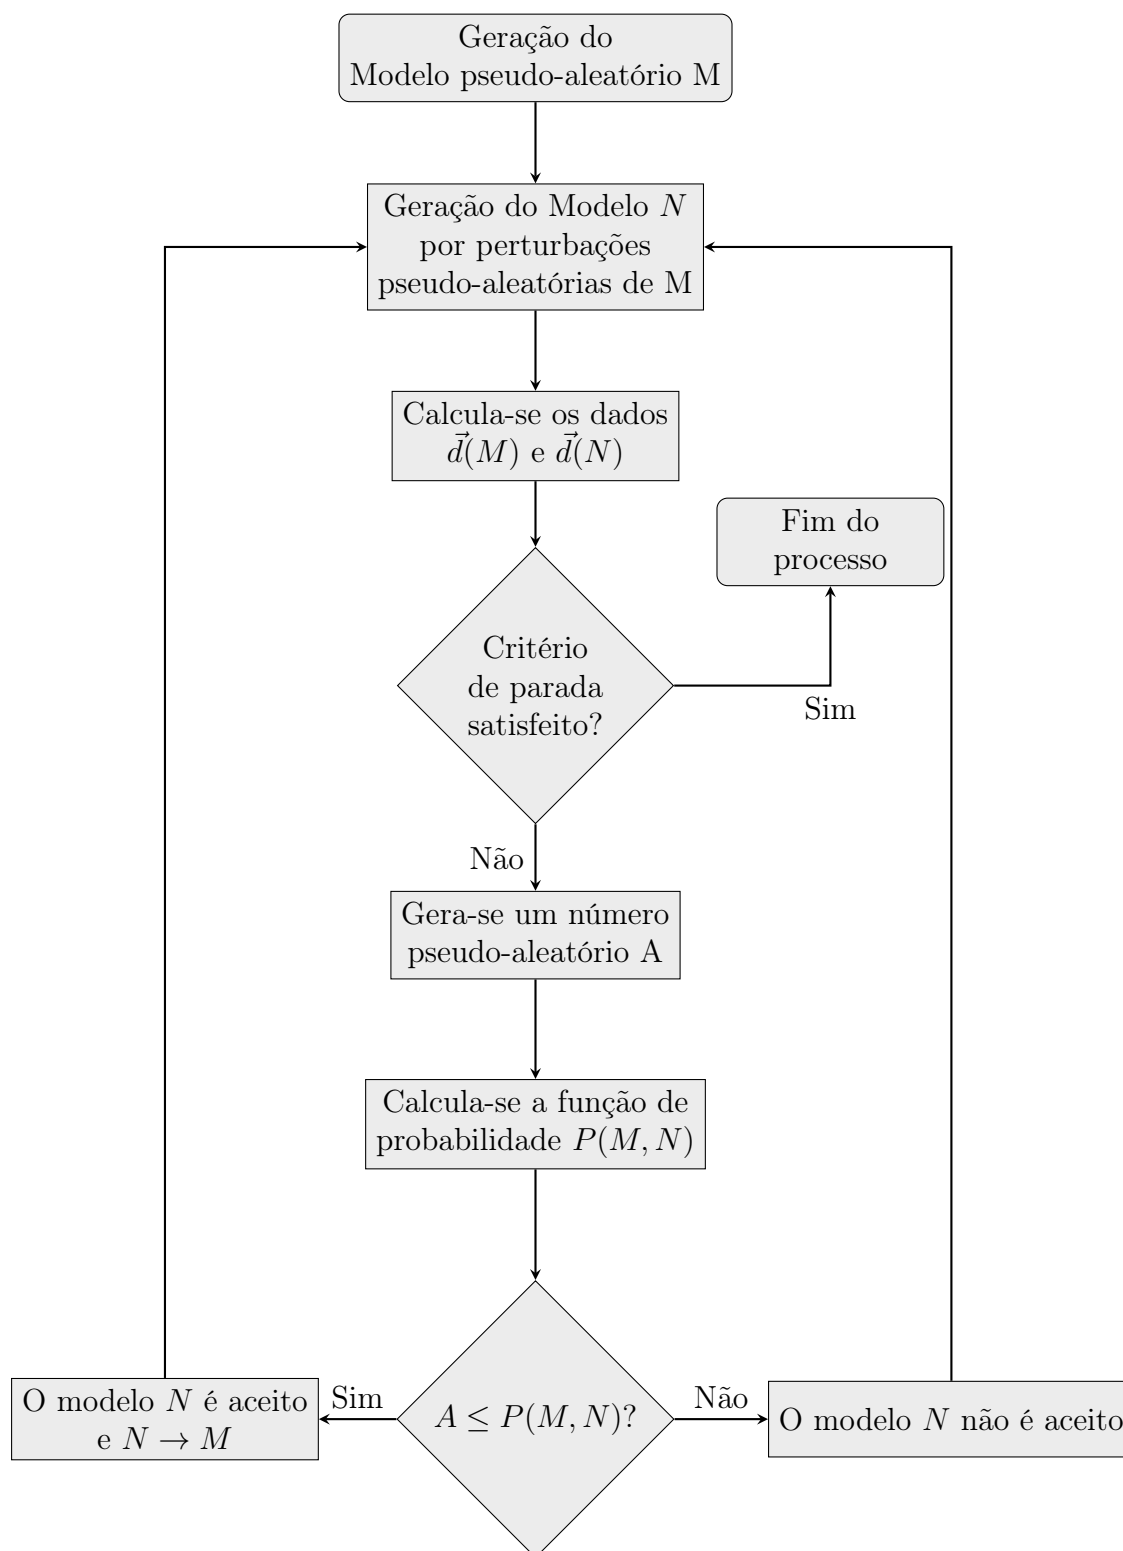 Geração do
Modelo pseudo-aleatório M
Geração do Modelo N
por perturbações
pseudo-aleatórias de M
Calcula-se os dados
$\vec{d}(M)$ e $\vec{d}(N)$
Fim do
processo
Critério
de parada
satisfeito?
Sim
Não
Gera-se um número
pseudo-aleatório A
Calcula-se a função de
probabilidade P(M, N)
O modelo N é aceito
e N → M
Sim
A ≤ P(M, N)?
Não
O modelo N não é aceito